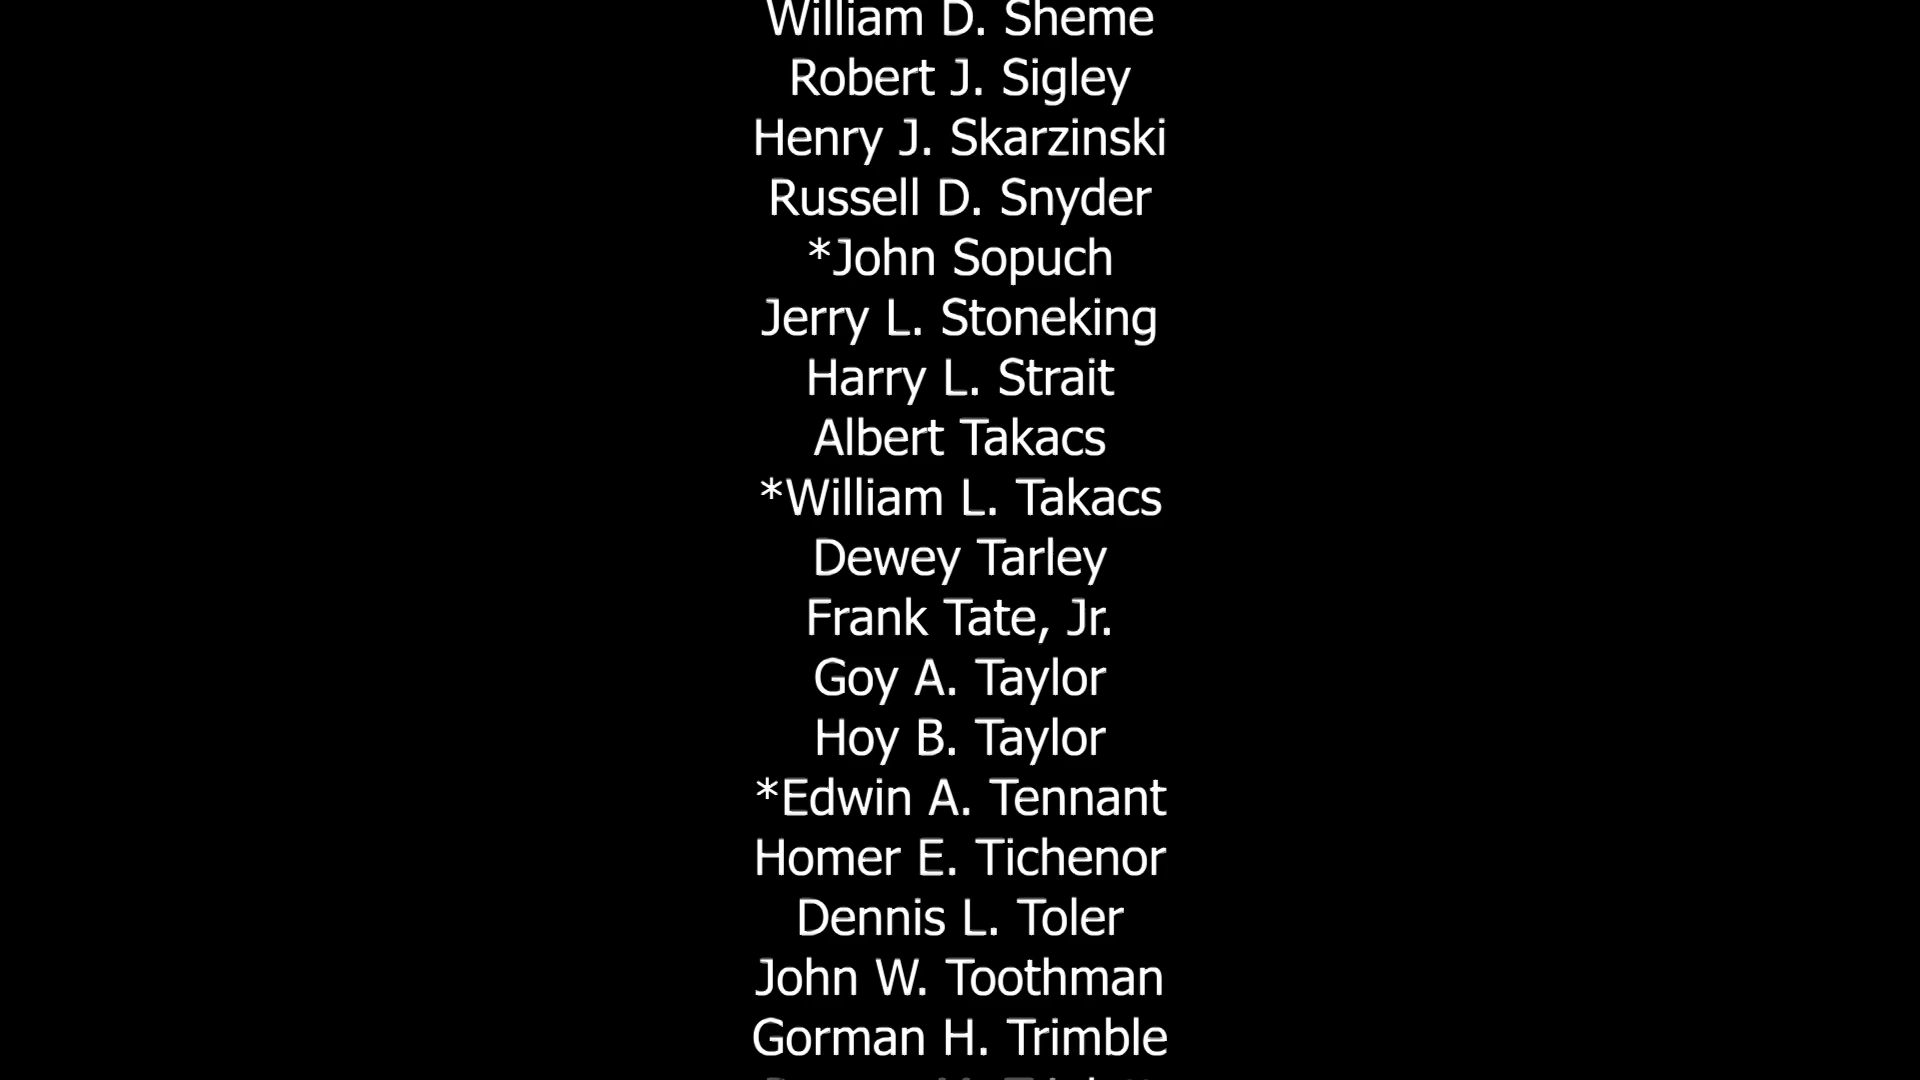 William D. Sheme
Robert J. Sigley
Henry J. Skarzinski
Russell D. Snyder
*John Sopuch
Jerry L. Stoneking
Harry L. Strait
Albert Takacs
*William L. Takacs
Dewey Tarley
Frank Tate, Jr.
Goy A. Taylor
Hoy B. Taylor
*Edwin A. Tennant
Homer E. Tichenor
Dennis L. Toler
John W. Toothman
Gorman H. Trimble